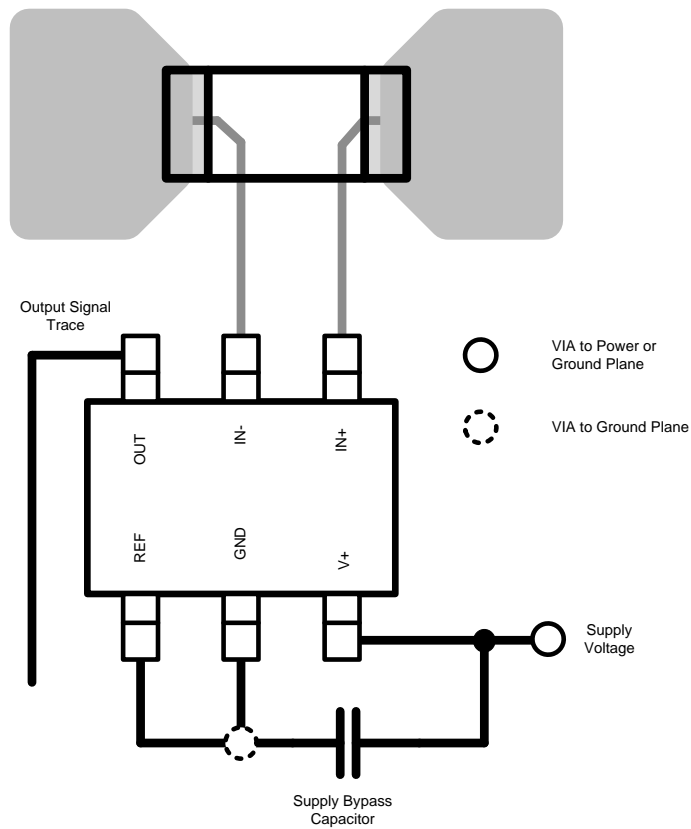 Output Signal
Trace
VIA to Power or
Ground Plane
VIA to Ground Plane
OUT
IN-
IN+
REF
GND
V+
Supply
Voltage
Supply Bypass
Capacitor